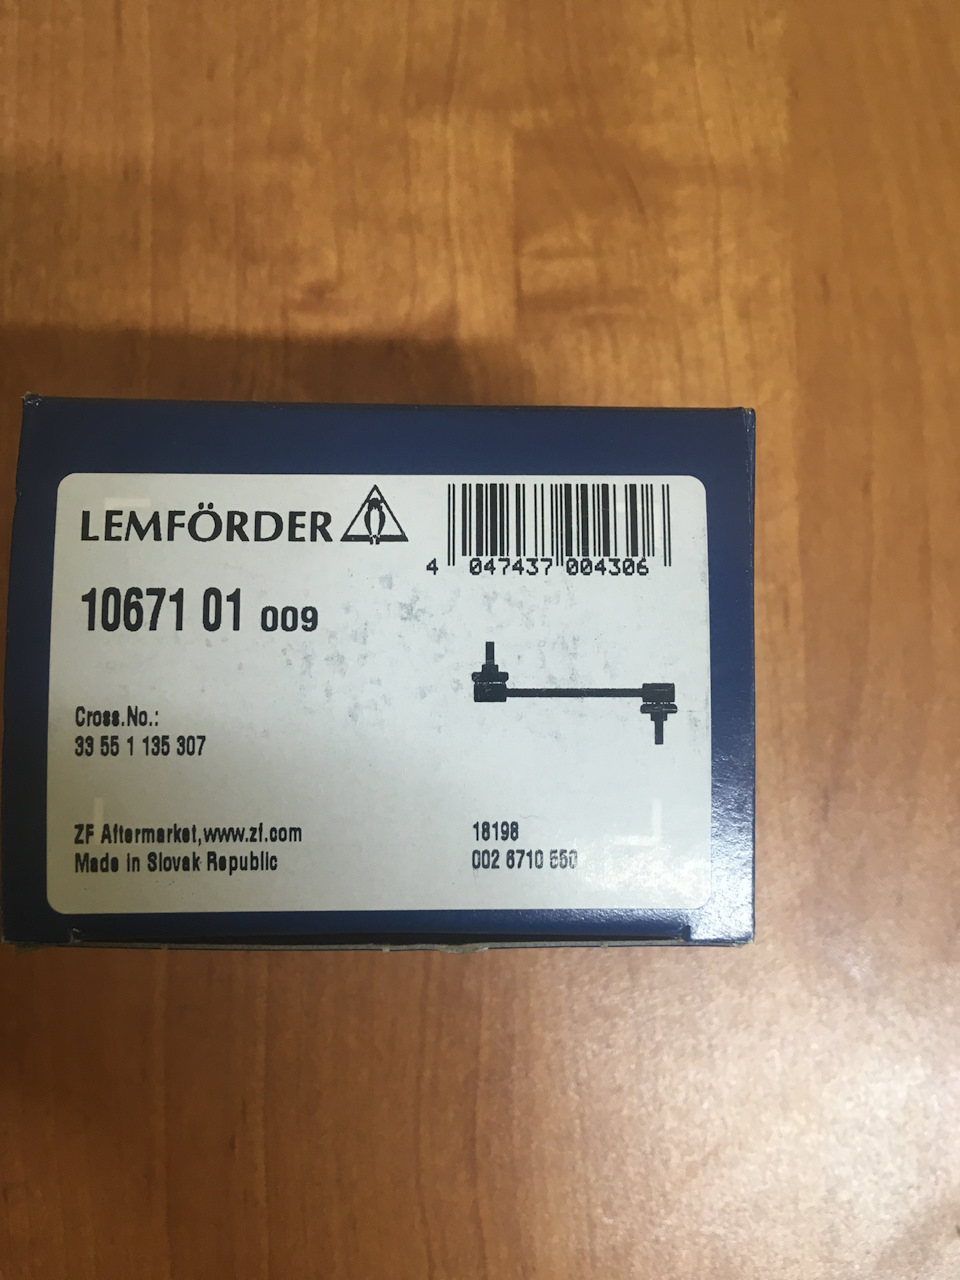 LEMFÖRDER
4 047437 004306
10671 01 009
Cross.No.:
33 55 1 135 307
ZF Aftermarket,www.zf.com
Made in Slovak Republic
18198
002 6710 550